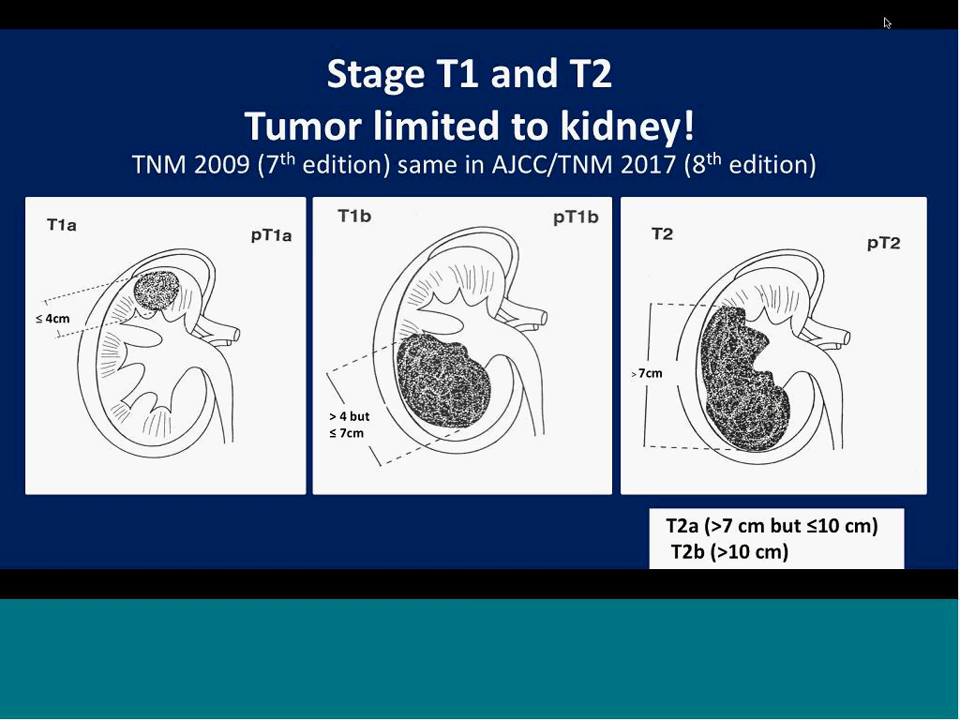 Stage T1 and T2
Tumor limited to kidney!
TNM 2009 (7th edition) same in AJCC/TNM 2017 (8th edition)
T1a
pT1a
≤ 4cm
T1b
pT1b
> 4 but
≤ 7cm
T2
pT2
> 7cm
T2a (>7 cm but ≤10 cm)
T2b (>10 cm)